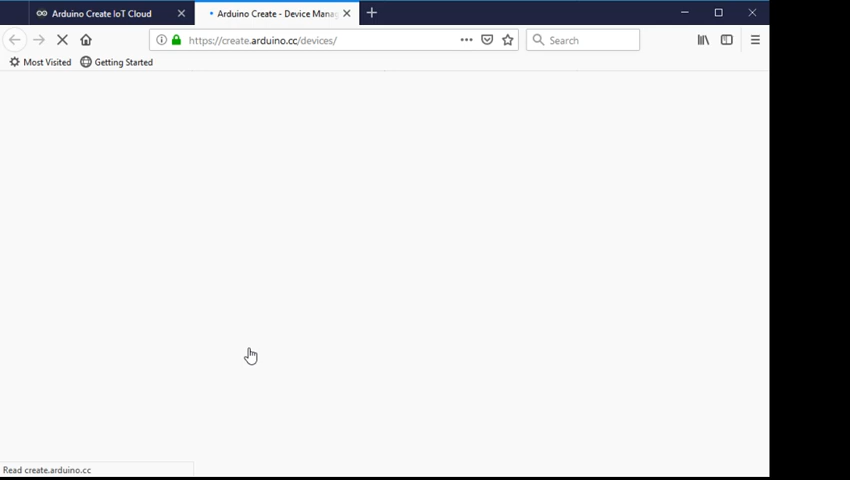 Arduino Create IoT Cloud
Arduino Create - Device Mana
https://create.arduino.cc/devices/
Search
Most Visited
Getting Started
Read create.arduino.cc